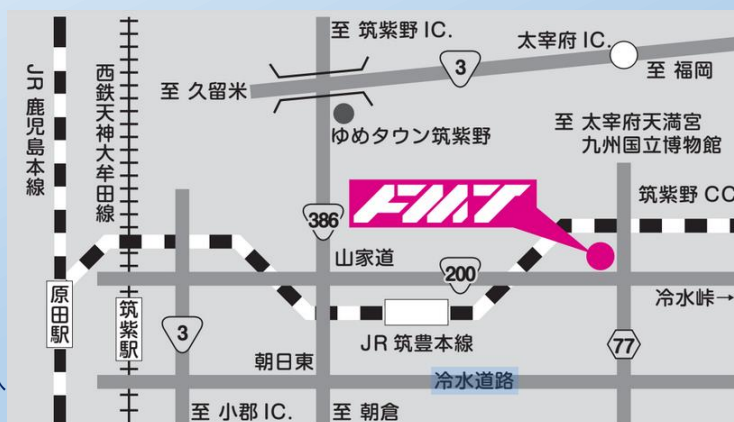 至 筑紫野 IC.
太宰府 IC.
3
至 福岡
至 久留米
ゆめタウン筑紫野
至 太宰府天満宮
九州国立博物館
JR 鹿児島本線
西鉄天神大牟田線
FMT
筑紫野 CC
386
山家道
200
冷水峠→
原田駅
筑紫駅
3
JR 筑豊本線
77
朝日東
冷水道路
至 小郡 IC.
至 朝倉